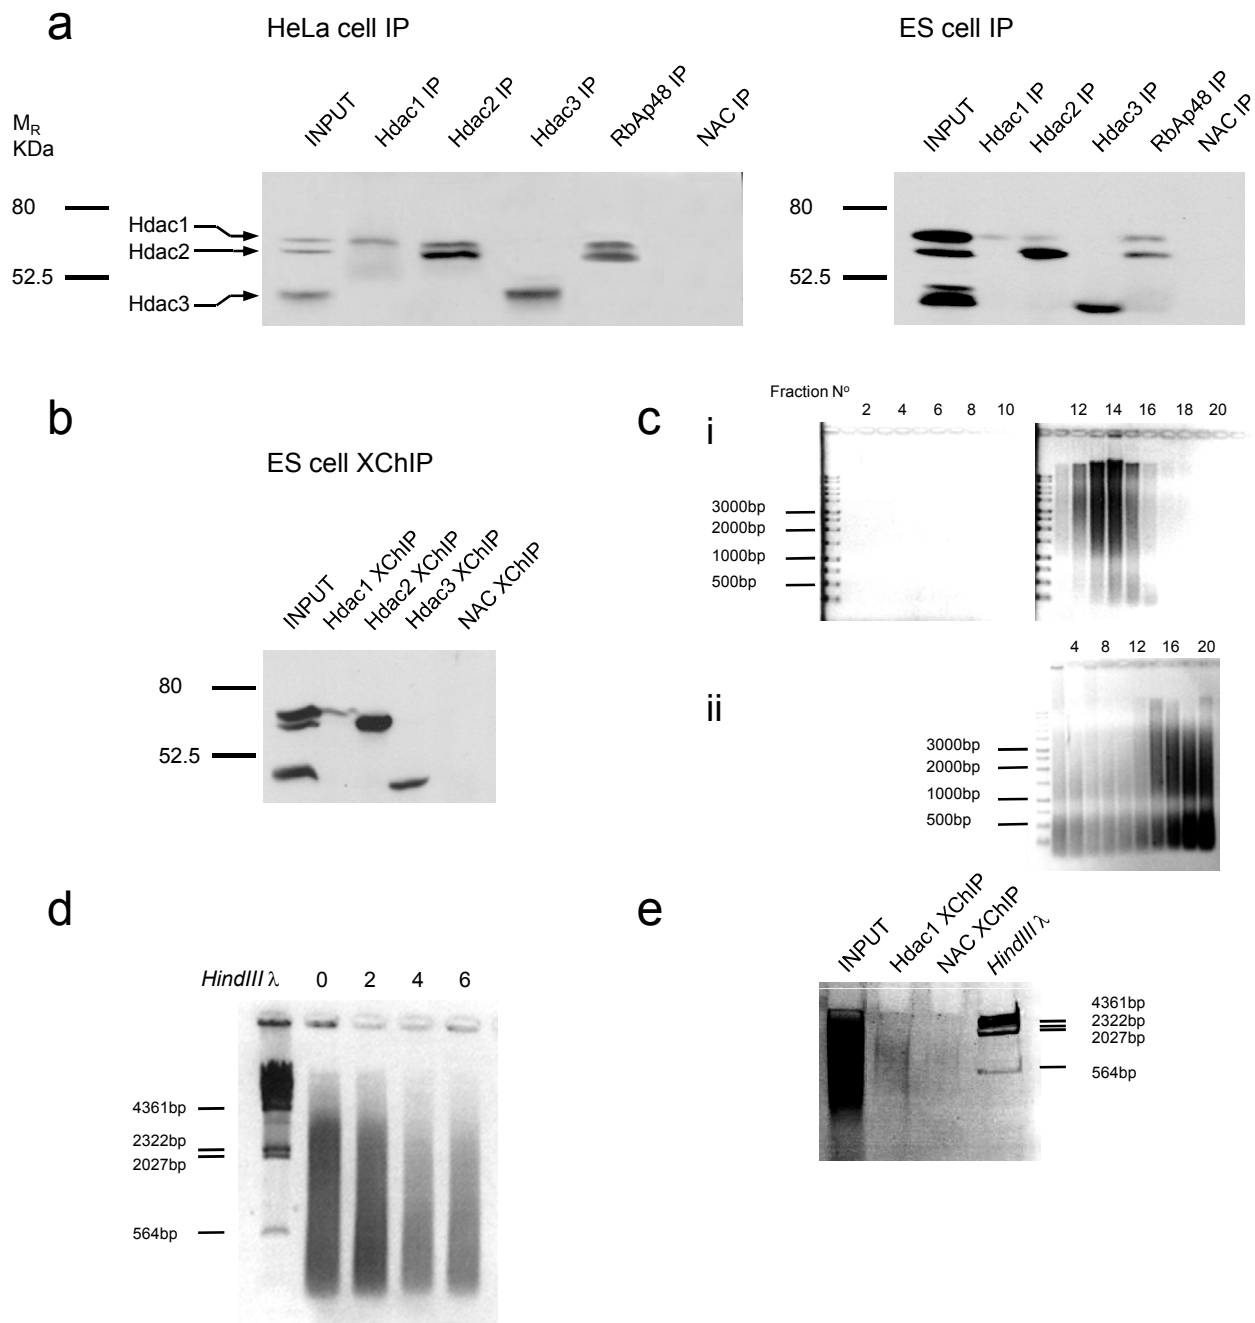 a
HeLa cell IP
ES cell IP
MR
KDa
INPUT
Hdac1 IP
Hdac2 IP
Hdac3 IP
RbAp48 IP
NAC IP
INPUT
Hdac1 IP
Hdac2 IP
Hdac3 IP
RbAp48 IP
NAC IP
80
Hdac1
Hdac2
52.5
Hdac3
80
52.5
b
ES cell XChIP
INPUT
Hdac1 XChIP
Hdac2 XChIP
Hdac3 XChIP
NAC XChIP
80
52.5
c
i
Fraction Nº
2 4 6 8 10
12 14 16 18 20
3000bp
2000bp
1000bp
500bp
ii
4 8 12 16 20
3000bp
2000bp
1000bp
500bp
d
HindIII λ 0 2 4 6
4361bp
2322bp
2027bp
564bp
e
INPUT
Hdac1 XChIP
NAC XChIP
HindIII λ
4361bp
2322bp
2027bp
564bp